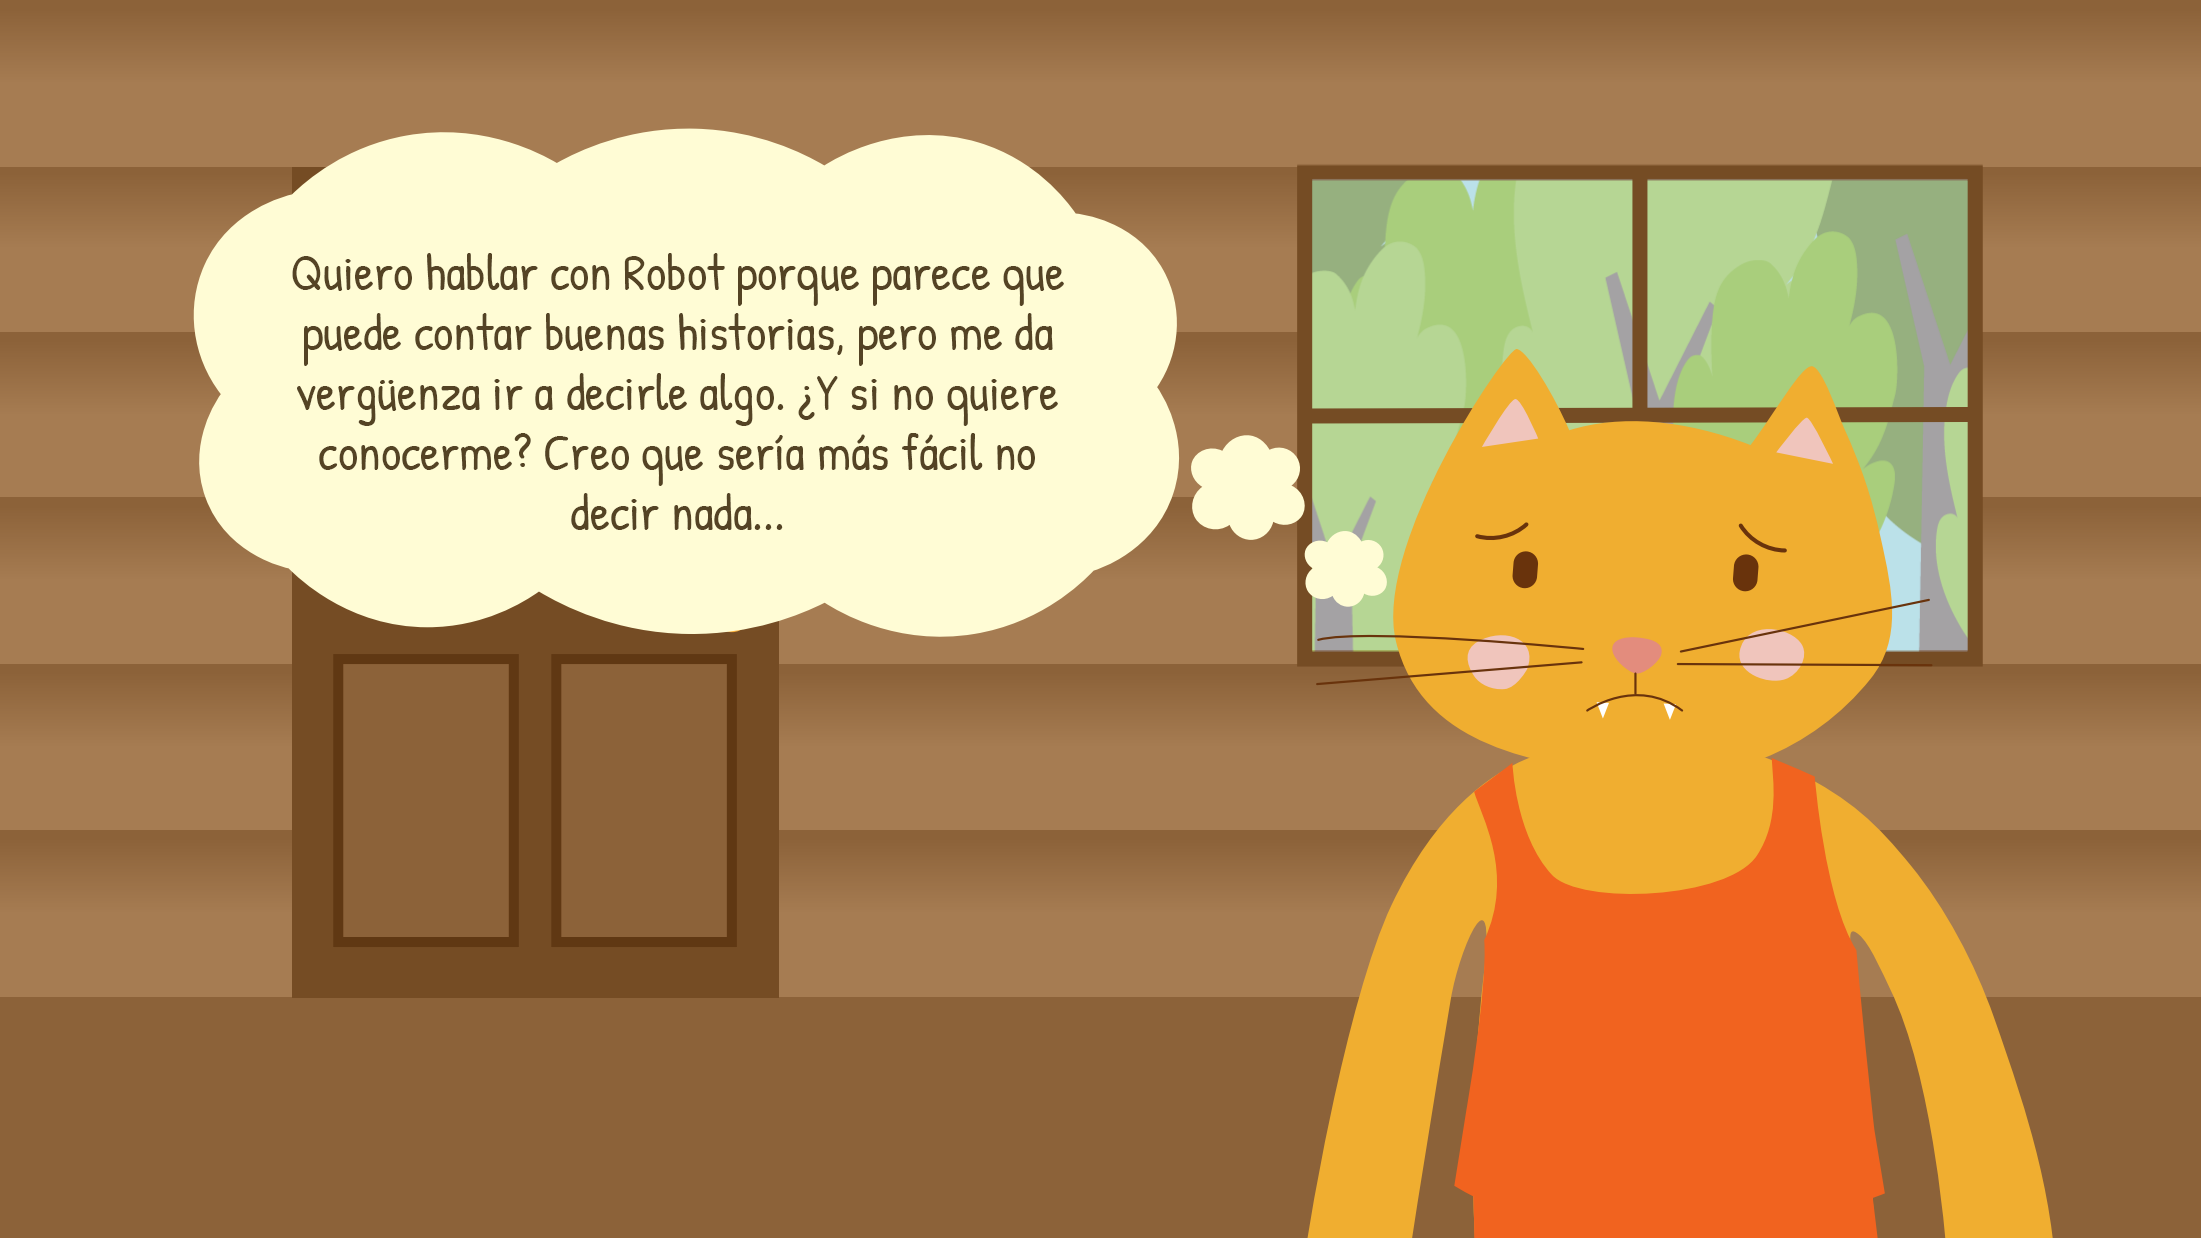 Quiero hablar con Robot porque parece que
puede contar buenas historias, pero me da
vergüenza ir a decirle algo. ¿Y si no quiere
conocerme? Creo que sería más fácil no
decir nada...